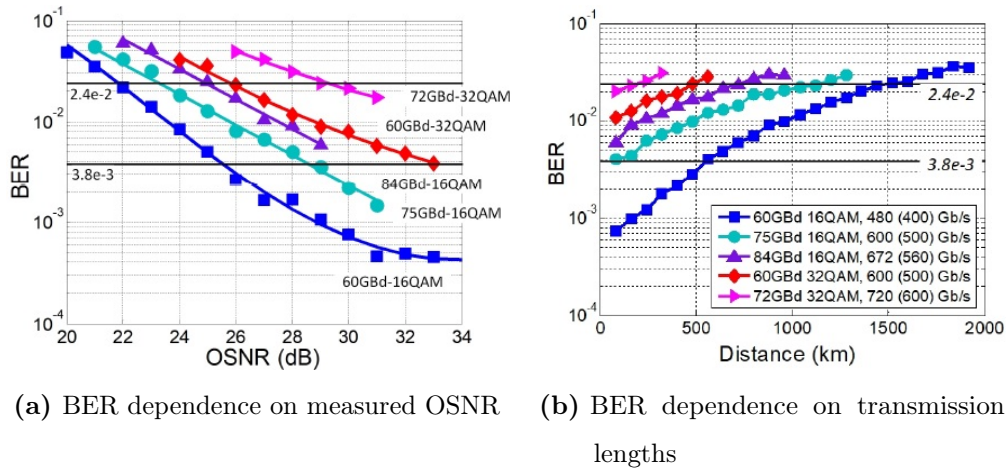 BER
10⁻¹
10⁻²
10⁻³
10⁻⁴
2.4e-2
3.8e-3
72GBd-32QAM
60GBd-32QAM
84GBd-16QAM
75GBd-16QAM
60GBd-16QAM
20 22 24 26 28 30 32 34
OSNR (dB)
BER
10⁻¹
10⁻²
10⁻³
10⁻⁴
2.4e-2
3.8e-3
60GBd 16QAM, 480 (400) Gb/s
75GBd 16QAM, 600 (500) Gb/s
84GBd 16QAM, 672 (560) Gb/s
60GBd 32QAM, 600 (500) Gb/s
72GBd 32QAM, 720 (600) Gb/s
0 500 1000 1500 2000
Distance (km)
(a) BER dependence on measured OSNR
(b) BER dependence on transmission
lengths